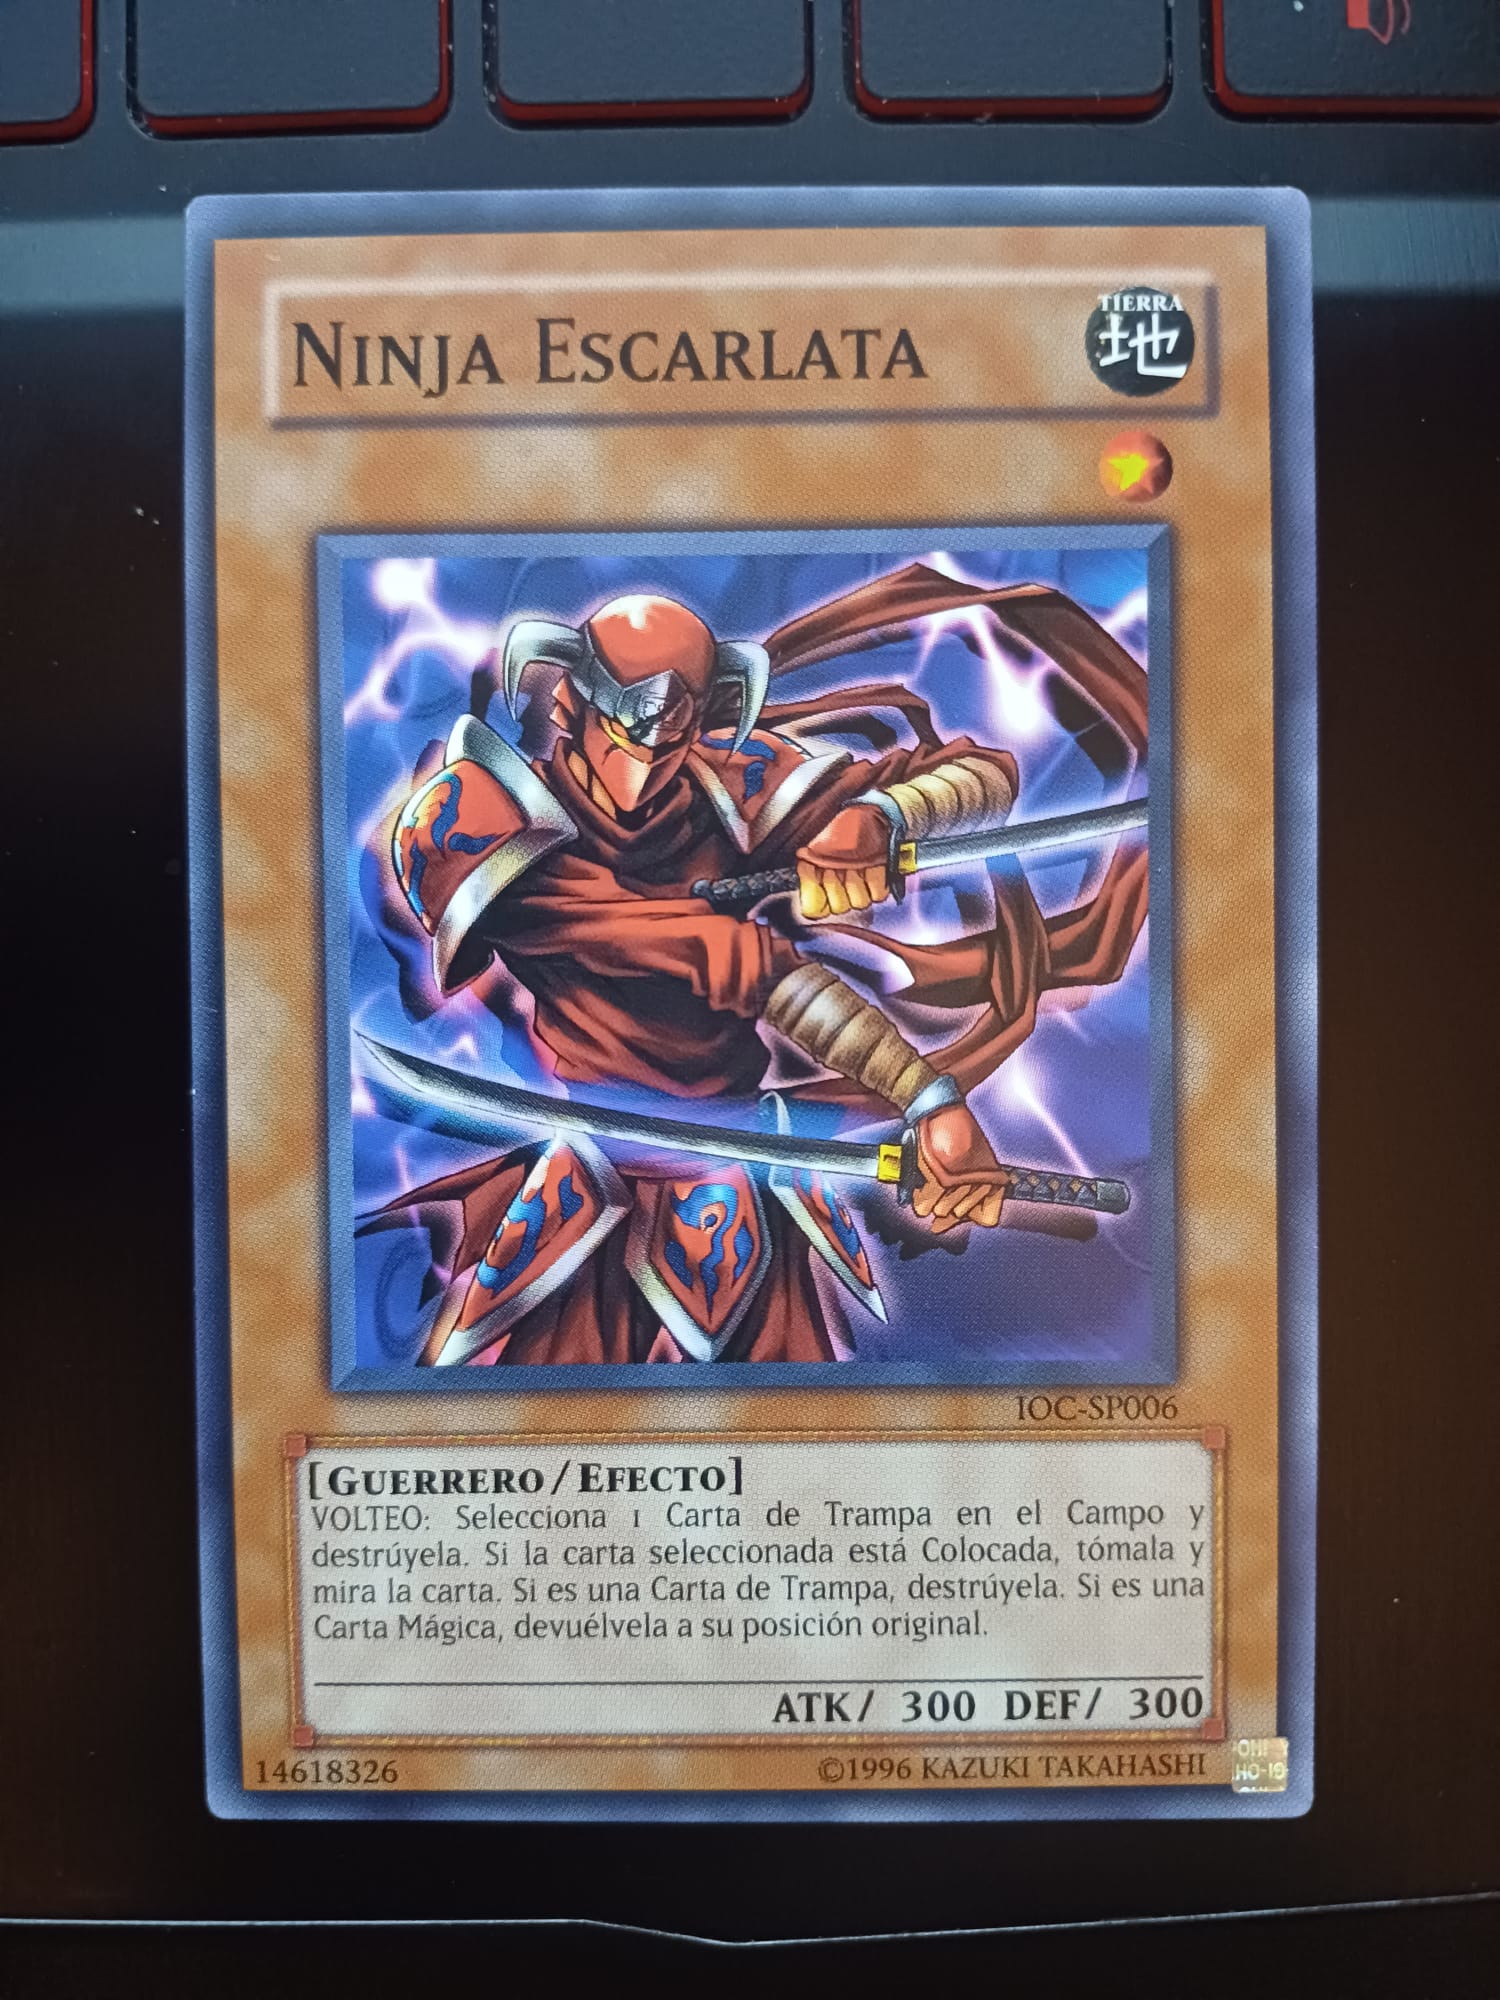 NINJA ESCARLATA
TIERRA
地
IOC-SP006
[GUERRERO/EFECTO]
VOLTEO: Selecciona 1 Carta de Trampa en el Campo y
destrúyela. Si la carta seleccionada está Colocada, tómala y
mira la carta. Si es una Carta de Trampa, destrúyela. Si es una
Carta Mágica, devuélvela a su posición original.
ATK/ 300 DEF/ 300
14618326
©1996 KAZUKI TAKAHASHI